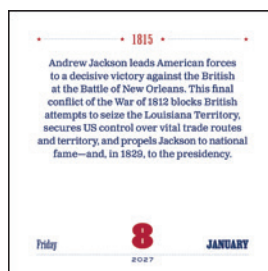 1815
Andrew Jackson leads American forces
to a decisive victory against the British
at the Battle of New Orleans. This final
conflict of the War of 1812 blocks British
attempts to seize the Louisiana Territory,
secures US control over vital trade routes
and territory, and propels Jackson to national
fame—and, in 1829, to the presidency.
Friday 8 JANUARY
2027